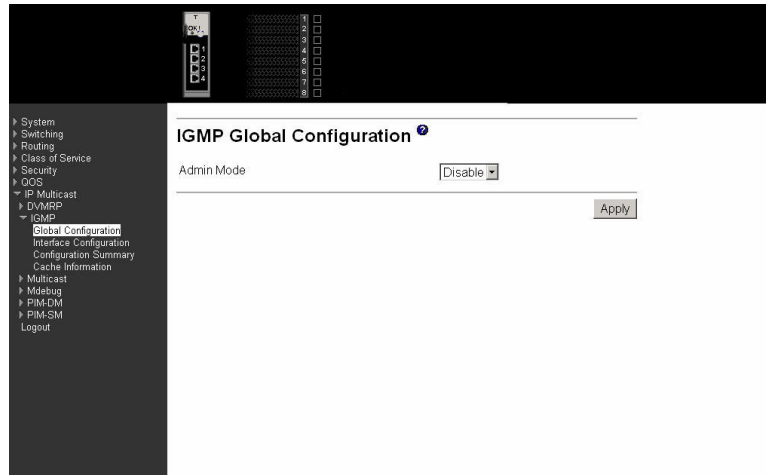 T
OK!
1
2
3
4
1
2
3
4
5
6
7
8
System
Switching
Routing
Class of Service
Security
QOS
IP Multicast
DVMRP
IGMP
Global Configuration
Interface Configuration
Configuration Summary
Cache Information
Multicast
Mdebug
PIM-DM
PIM-SM
Logout
IGMP Global Configuration ?
Admin Mode Disable
Apply